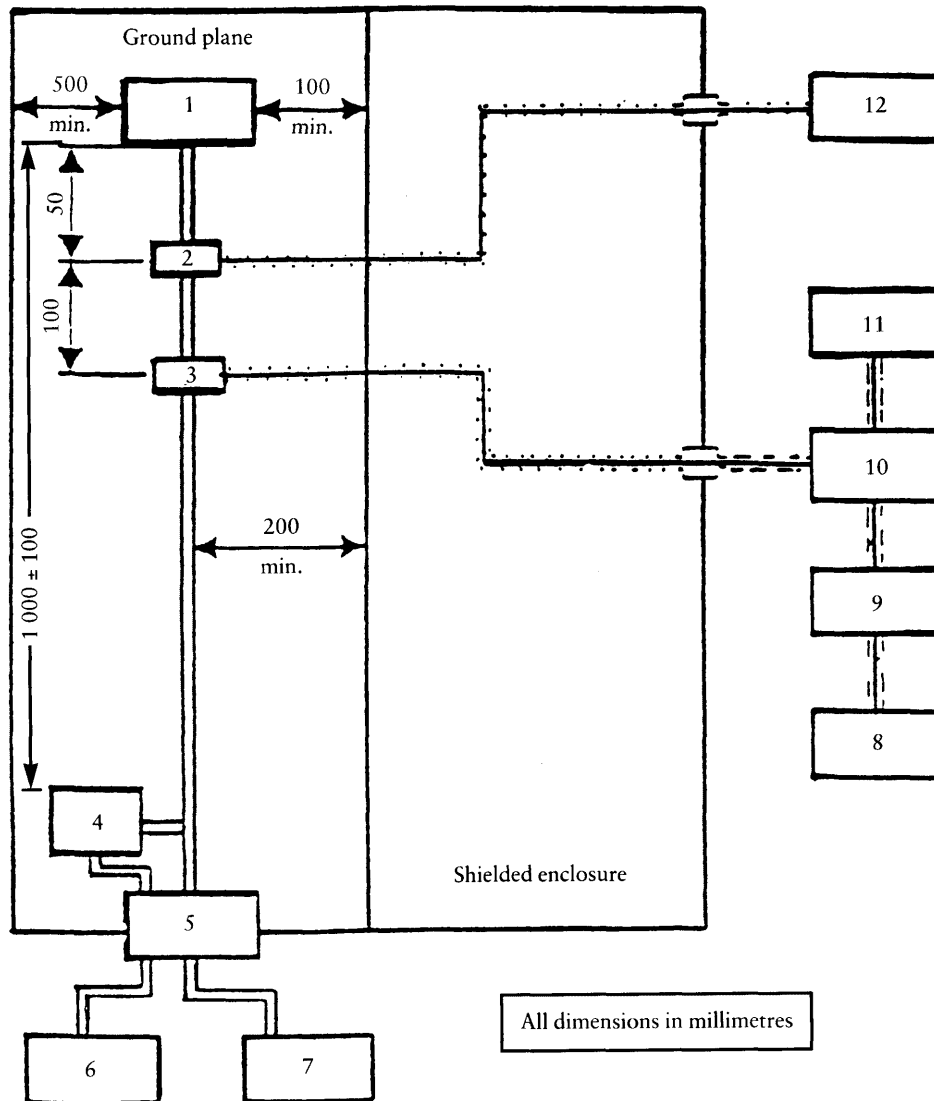 Ground plane
500
min.
1
100
min.
12
50
2
100
11
3
10
200
min.
1 000 ± 100
9
8
4
Shielded enclosure
5
All dimensions in millimetres
6
7